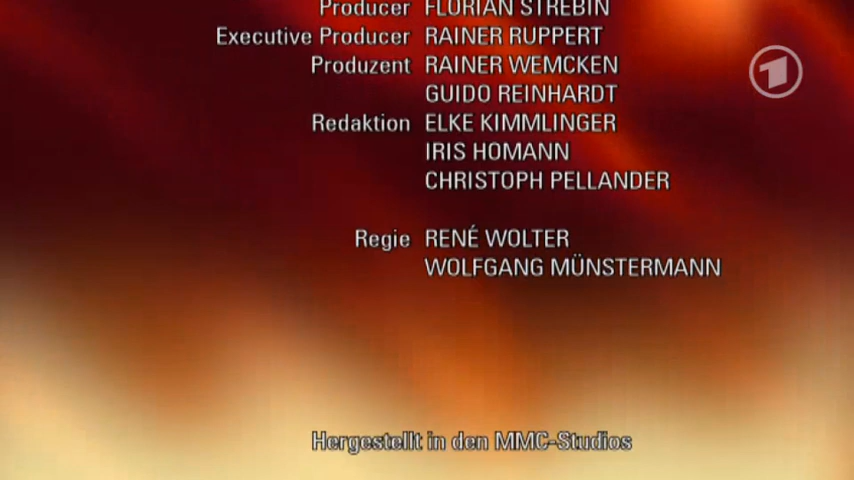 Producer FLORIAN STREBIN
Executive Producer RAINER RUPPERT
Produzent RAINER WEMCKEN
GUIDO REINHARDT
Redaktion ELKE KIMMLINGER
IRIS HOMANN
CHRISTOPH PELLANDER
Regie RENÉ WOLTER
WOLFGANG MÜNSTERMANN
Hergestellt in den MMC-Studios
1